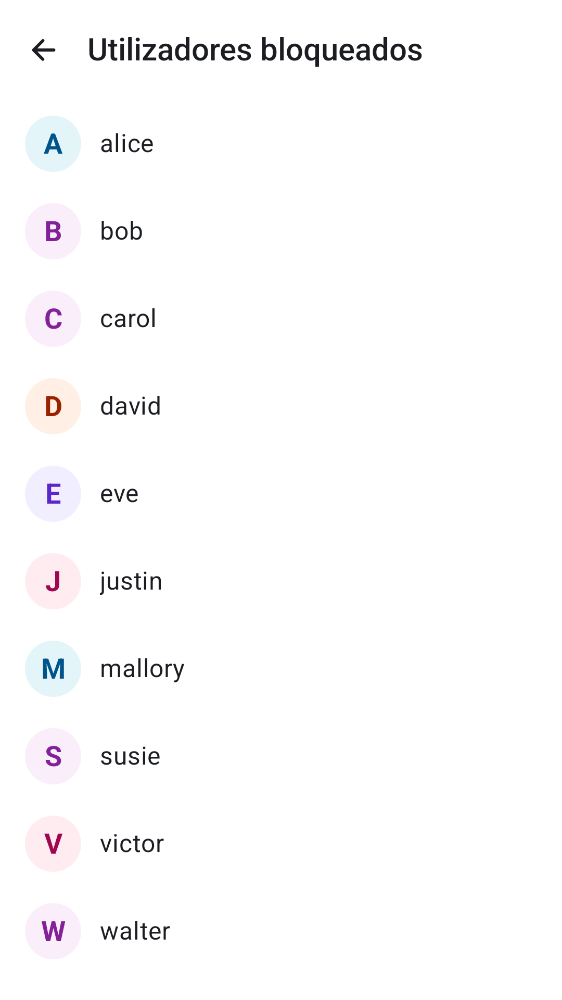 Utilizadores bloqueados
A alice
B bob
C carol
D david
E eve
J justin
M mallory
S susie
V victor
W walter